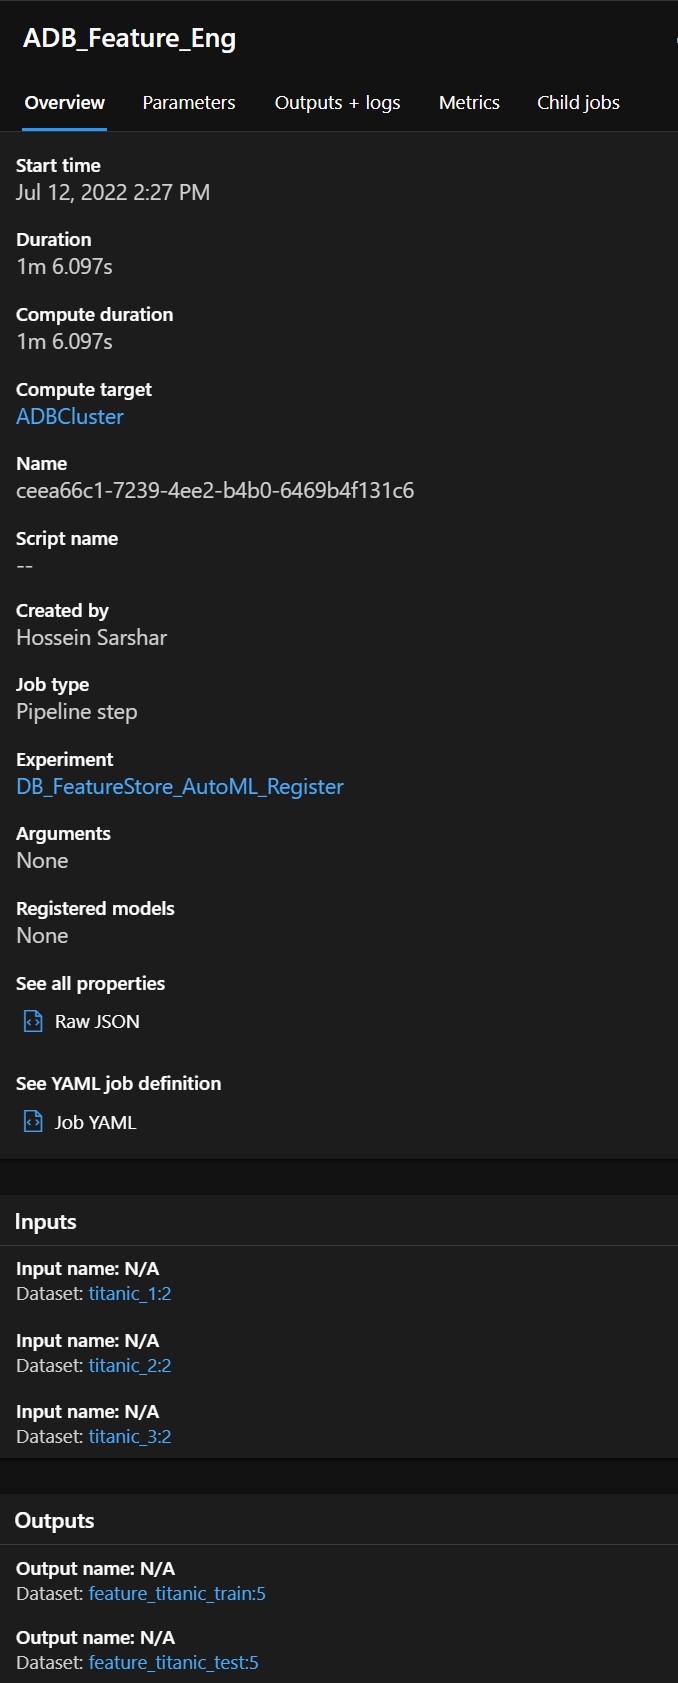 ADB_Feature_Eng
Overview Parameters Outputs + logs Metrics Child jobs
Start time
Jul 12, 2022 2:27 PM
Duration
1m 6.097s
Compute duration
1m 6.097s
Compute target
ADBCluster
Name
ceea66c1-7239-4ee2-b4b0-6469b4f131c6
Script name
--
Created by
Hossein Sarshar
Job type
Pipeline step
Experiment
DB_FeatureStore_AutoML_Register
Arguments
None
Registered models
None
See all properties
Raw JSON
See YAML job definition
Job YAML
Inputs
Input name: N/A
Dataset: titanic_1:2
Input name: N/A
Dataset: titanic_2:2
Input name: N/A
Dataset: titanic_3:2
Outputs
Output name: N/A
Dataset: feature_titanic_train:5
Output name: N/A
Dataset: feature_titanic_test:5